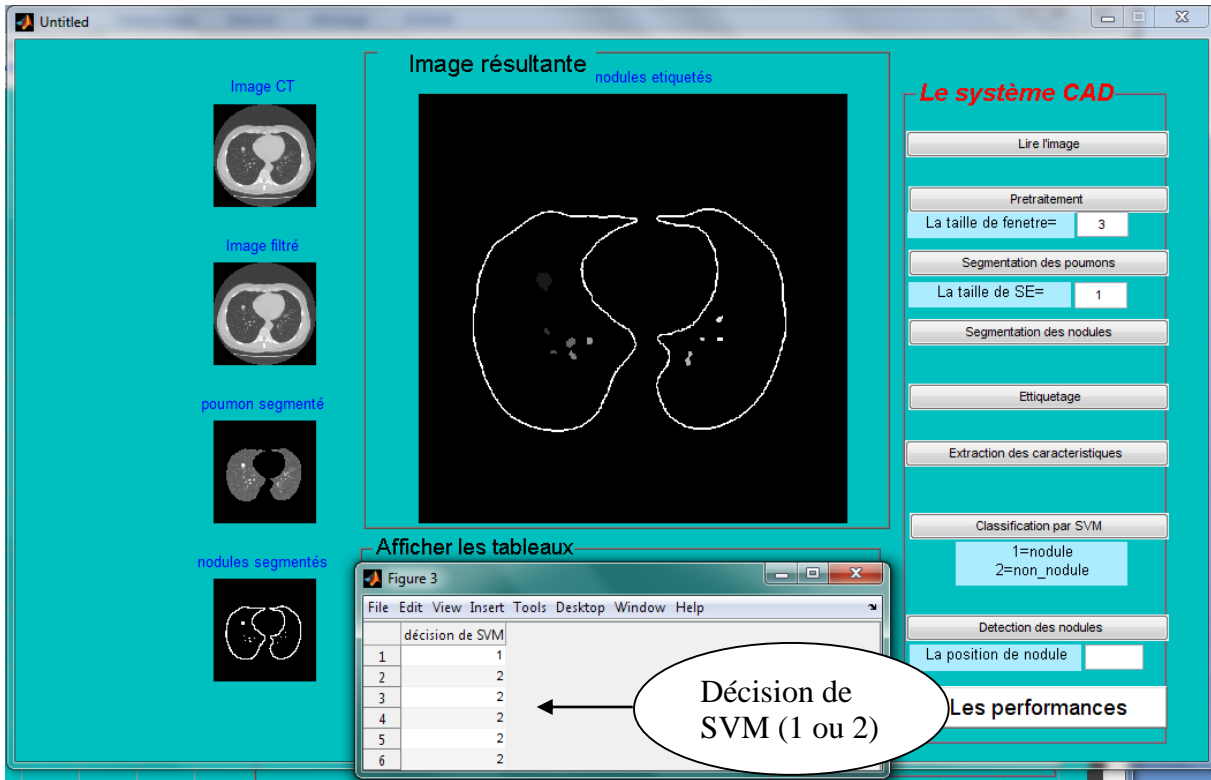 Untitled
Image CT
Image filtré
poumon segmenté
nodules segmentés
Image résultante
nodules etiquetés
Le système CAD
Lire l'image
Pretraitement
La taille de fenetre= 3
Segmentation des poumons
La taille de SE= 1
Segmentation des nodules
Ettiquetage
Extraction des caracteristiques
Classification par SVM
1=nodule
2=non_nodule
Detection des nodules
La position de nodule
Les performances
Afficher les tableaux
Figure 3
File Edit View Insert Tools Desktop Window Help
décision de SVM
1 1
2 2
3 2
4 2
5 2
6 2
Décision de
SVM (1 ou 2)